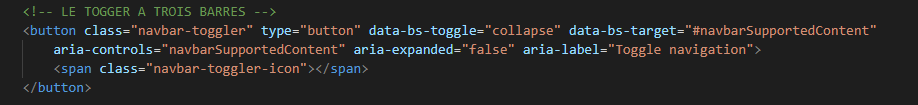 <!-- LE TOGGER A TROIS BARRES -->
<button class="navbar-toggler" type="button" data-bs-toggle="collapse" data-bs-target="#navbarSupportedContent"
aria-controls="navbarSupportedContent" aria-expanded="false" aria-label="Toggle navigation">
<span class="navbar-toggler-icon"></span>
</button>